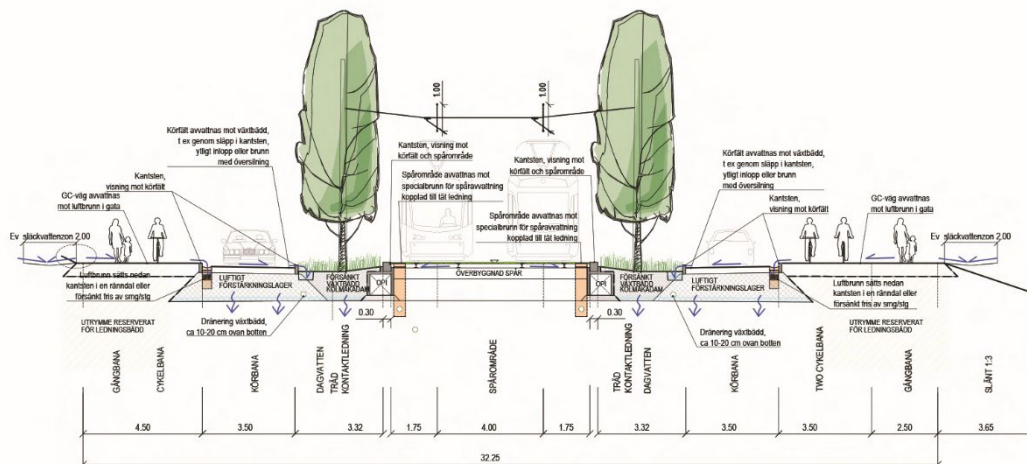 1.00
1.00
Körfält avvattnas mot växtbädd,
t ex genom släpp i kantsten,
ytligt inlopp eller brunn
med översilning
Kantsten,
visning mot körfält
GC-väg avvattnas
mot luftbrunn i gata
Ev släckvattenzon 2.00
Kantsten, visning mot
körfält och spårområde
Spårområde avvattnas mot
specialbrunn för spåravvattning
kopplad till tät ledning
Kantsten, visning mot
körfält och spårområde
Spårområde avvattnas mot
specialbrunn för spåravvattning
kopplad till tät ledning
Körfält avvattnas mot växtbädd,
t ex genom släpp i kantsten,
ytligt inlopp eller brunn
med översilning
Kantsten,
visning mot körfält
GC-väg avvattnas
mot luftbrunn i gata
Ev släckvattenzon 2.00
Luftbrunn sätts nedan
kantsten i en ränndal eller
försänkt fris av smg/stg
LUFTIGT
FÖRSTÄRKNINGSLAGER
FÖRSÄNKT
VÄXTBÄDD
KOLMAKADAM
OPI
ÖVERBYGGNAD SPÅR
OPI
FÖRSÄNKT
VÄXTBÄDD
KOLMAKADAM
LUFTIGT
FÖRSTÄRKNINGSLAGER
Luftbrunn sätts nedan
kantsten i en ränndal eller
försänkt fris av smg/stg
UTRYMME RESERVERAT
FÖR LEDNINGSBÄDD
Dränering växtbädd,
ca 10-20 cm ovan botten
0.30
0.30
Dränering växtbädd,
ca 10-20 cm ovan botten
UTRYMME RESERVERAT
FÖR LEDNINGSBÄDD
GÅNGBANA
CYKELBANA
KÖRBANA
DAGVATTEN
TRÄD
KONTAKTLEDNING
SPÅROMRÅDE
TRÄD
KONTAKTLEDNING
DAGVATTEN
KÖRBANA
TWO CYKELBANA
GÅNGBANA
SLÄNT 1:3
4.50 3.50 3.32 1.75 4.00 1.75 3.32 3.50 3.50 2.50 3.65
32.25